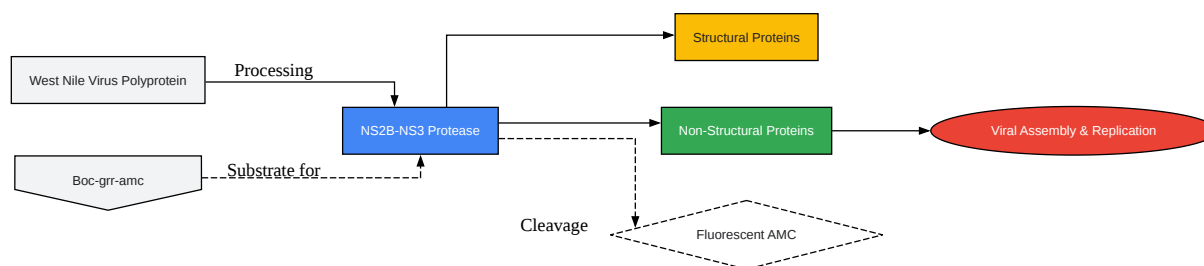 Structural Proteins
West Nile Virus Polyprotein
Processing
NS2B-NS3 Protease
Non-Structural Proteins
Viral Assembly & Replication
Boc-grr-amc
Substrate for
Cleavage
Fluorescent AMC